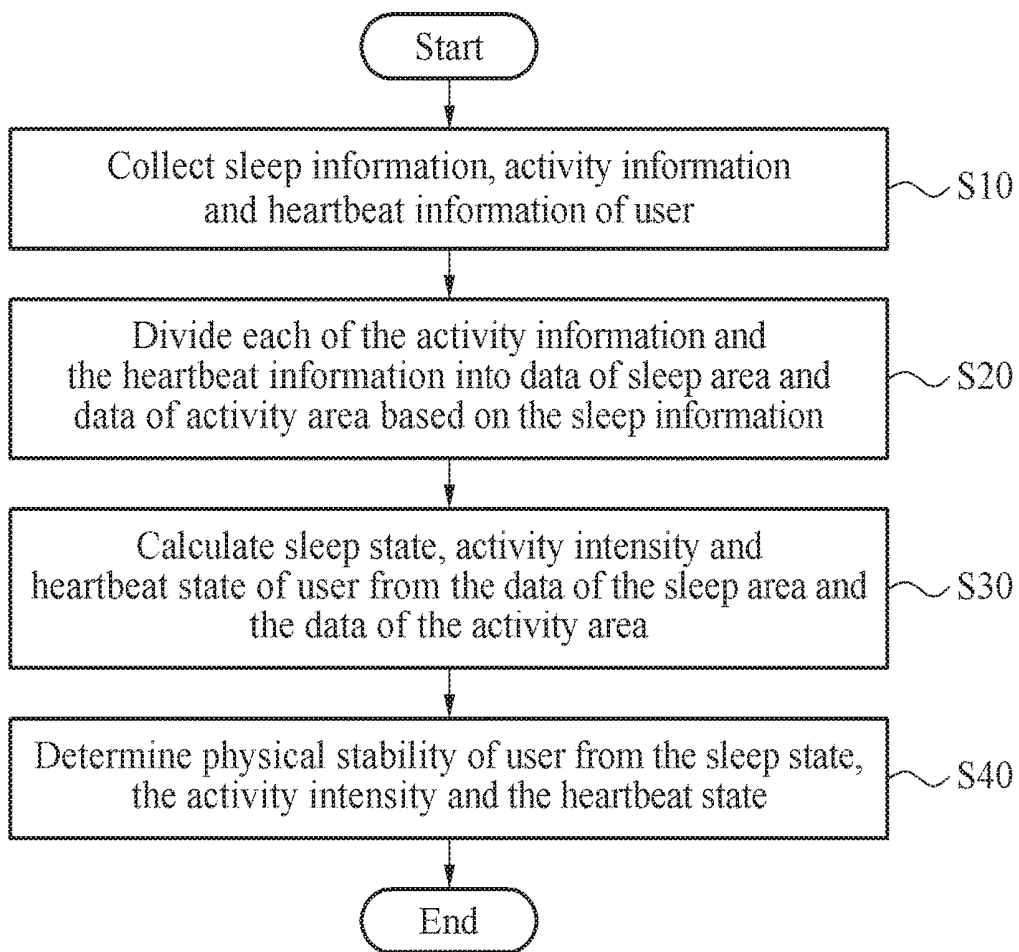 Start
Collect sleep information, activity information
and heartbeat information of user
S10
Divide each of the activity information and
the heartbeat information into data of sleep area and
data of activity area based on the sleep information
S20
Calculate sleep state, activity intensity and
heartbeat state of user from the data of the sleep area and
the data of the activity area
S30
Determine physical stability of user from the sleep state,
the activity intensity and the heartbeat state
S40
End